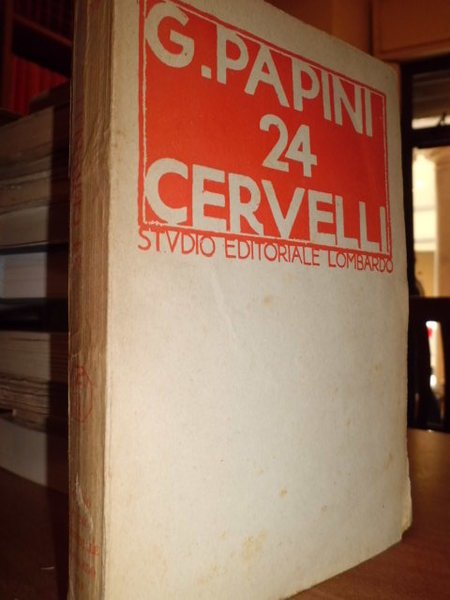 G. PAPINI
24
CERVELLI
STVDIO EDITORIALE LOMBARDO